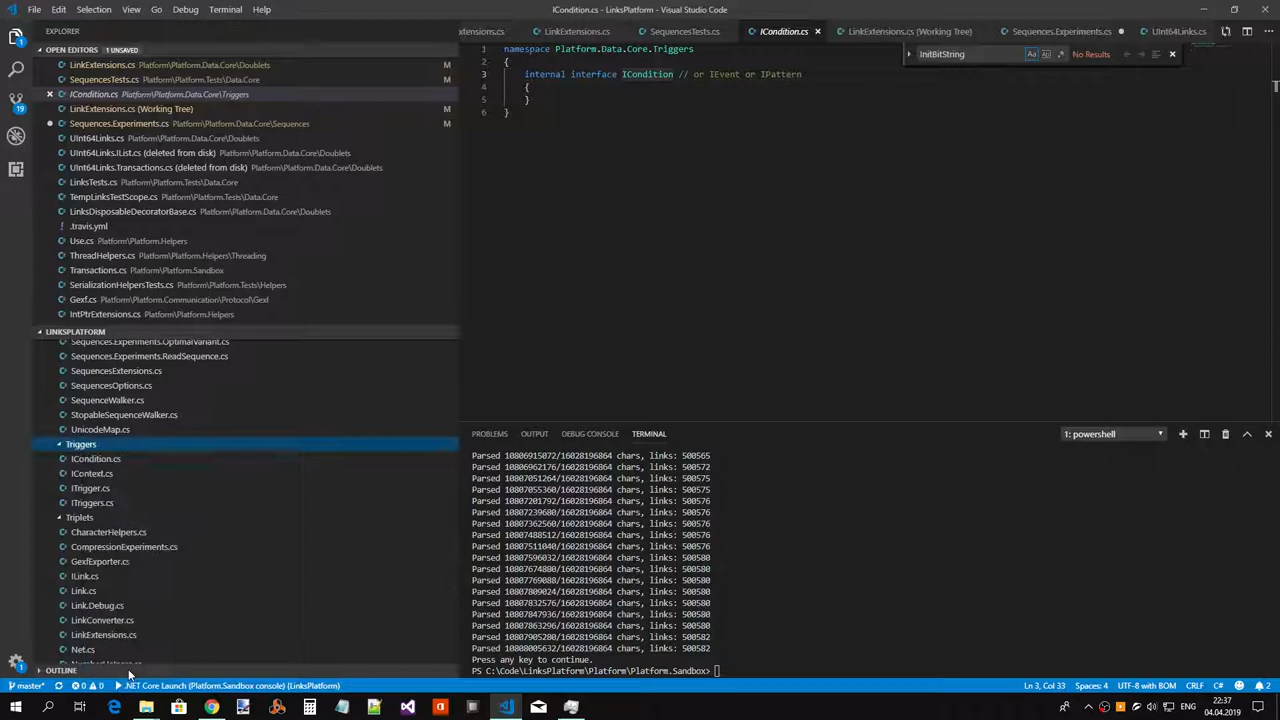 File Edit Selection View Go Debug Terminal Help
ICondition.cs - LinksPlatform - Visual Studio Code
EXPLORER
xtensions.cs LinkExtensions.cs SequencesTests.cs ICondition.cs × LinkExtensions.cs (Working Tree) Sequences.Experiments.cs UInt64Links.cs
OPEN EDITORS 1 UNSAVED
LinkExtensions.cs Platform\Platform.Data.Core\Doublets M
SequencesTests.cs Platform\Platform.Tests\Data.Core M
ICondition.cs Platform\Platform.Data.Core\Triggers
LinkExtensions.cs (Working Tree) M
Sequences.Experiments.cs Platform\Platform.Data.Core\Sequences M
UInt64Links.cs Platform\Platform.Data.Core\Doublets
UInt64Links.IList.cs (deleted from disk) Platform\Platform.Data.Core\Doublets
UInt64Links.Transactions.cs (deleted from disk) Platform\Platform.Data.Core\Doublets
LinksTests.cs Platform\Platform.Tests\Data.Core
TempLinksTestScope.cs Platform\Platform.Tests\Data.Core
LinksDisposableDecoratorBase.cs Platform\Platform.Data.Core\Doublets
! .travis.yml
Use.cs Platform\Platform.Helpers
ThreadHelpers.cs Platform\Platform.Helpers\Threading
Transactions.cs Platform\Platform.Sandbox
SerializationHelpersTests.cs Platform\Platform.Tests\Helpers
Gexf.cs Platform\Platform.Communication\Protocol\Gexf
IntPtrExtensions.cs Platform\Platform.Helpers
LINKSPLATFORM
Sequences.Experiments.OptimalVariant.cs
Sequences.Experiments.ReadSequence.cs
SequencesExtensions.cs
SequencesOptions.cs
SequenceWalker.cs
StopableSequenceWalker.cs
UnicodeMap.cs
Triggers
ICondition.cs
IContext.cs
ITrigger.cs
ITriggers.cs
Triplets
CharacterHelpers.cs
CompressionExperiments.cs
GexfExporter.cs
ILink.cs
Link.cs
Link.Debug.cs
LinkConverter.cs
LinkExtensions.cs
Net.cs
NumberHelpers.cs
OUTLINE
1 namespace Platform.Data.Core.Triggers
2 {
3 internal interface ICondition // or IEvent or IPattern
4 {
5 }
6 }
InitBitString Aa No Results
PROBLEMS OUTPUT DEBUG CONSOLE TERMINAL 1: powershell
Parsed 10806915072/16028196864 chars, links: 500565
Parsed 10806962176/16028196864 chars, links: 500572
Parsed 10807051264/16028196864 chars, links: 500575
Parsed 10807055360/16028196864 chars, links: 500575
Parsed 10807201792/16028196864 chars, links: 500576
Parsed 10807239680/16028196864 chars, links: 500576
Parsed 10807362560/16028196864 chars, links: 500576
Parsed 10807488512/16028196864 chars, links: 500576
Parsed 10807511040/16028196864 chars, links: 500576
Parsed 10807596032/16028196864 chars, links: 500580
Parsed 10807674880/16028196864 chars, links: 500580
Parsed 10807769088/16028196864 chars, links: 500580
Parsed 10807809024/16028196864 chars, links: 500580
Parsed 10807832576/16028196864 chars, links: 500580
Parsed 10807847936/16028196864 chars, links: 500580
Parsed 10807863296/16028196864 chars, links: 500580
Parsed 10807905280/16028196864 chars, links: 500582
Parsed 10808005632/16028196864 chars, links: 500582
Press any key to continue.
PS C:\Code\LinksPlatform\Platform\Platform.Sandbox>
master* 0 0 .NET Core Launch (Platform.Sandbox console) (LinksPlatform) Ln 3, Col 33 Spaces: 4 UTF-8 with BOM CRLF C# 2
ENG 22:37
04.04.2019
1
19
1